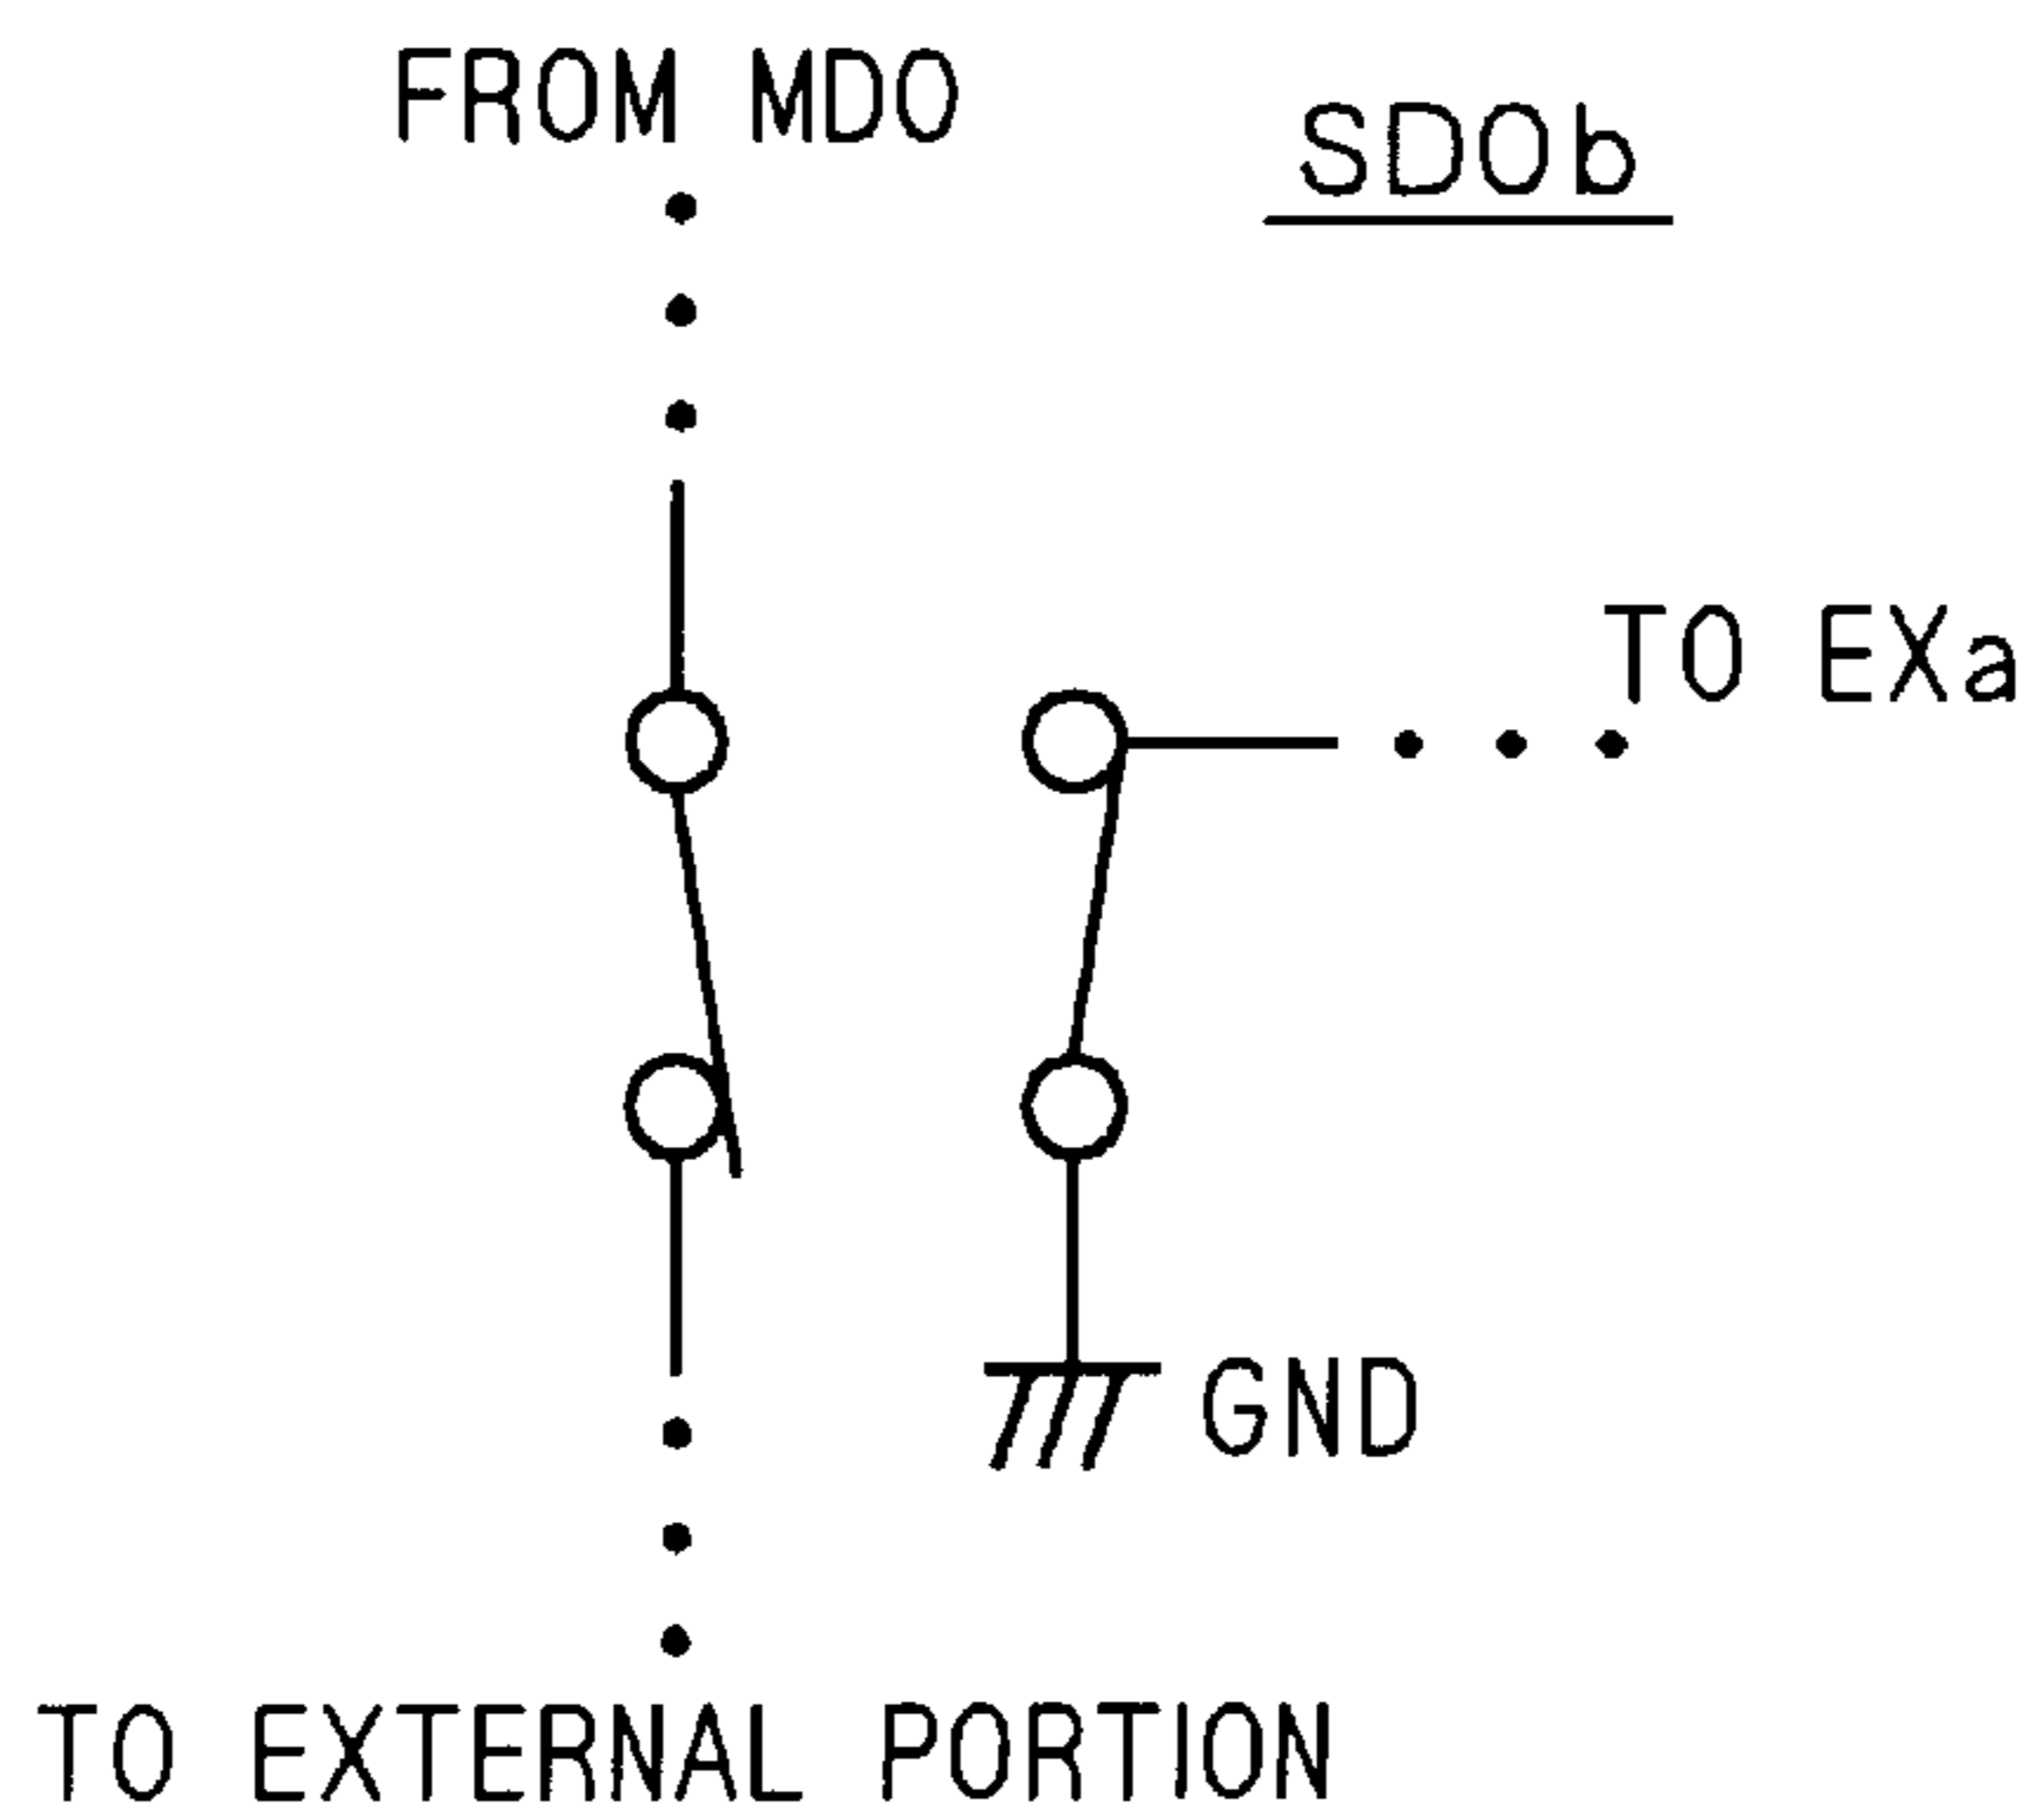 FROM MDO
SDOb
TO EXa
GND
TO EXTERNAL PORTION